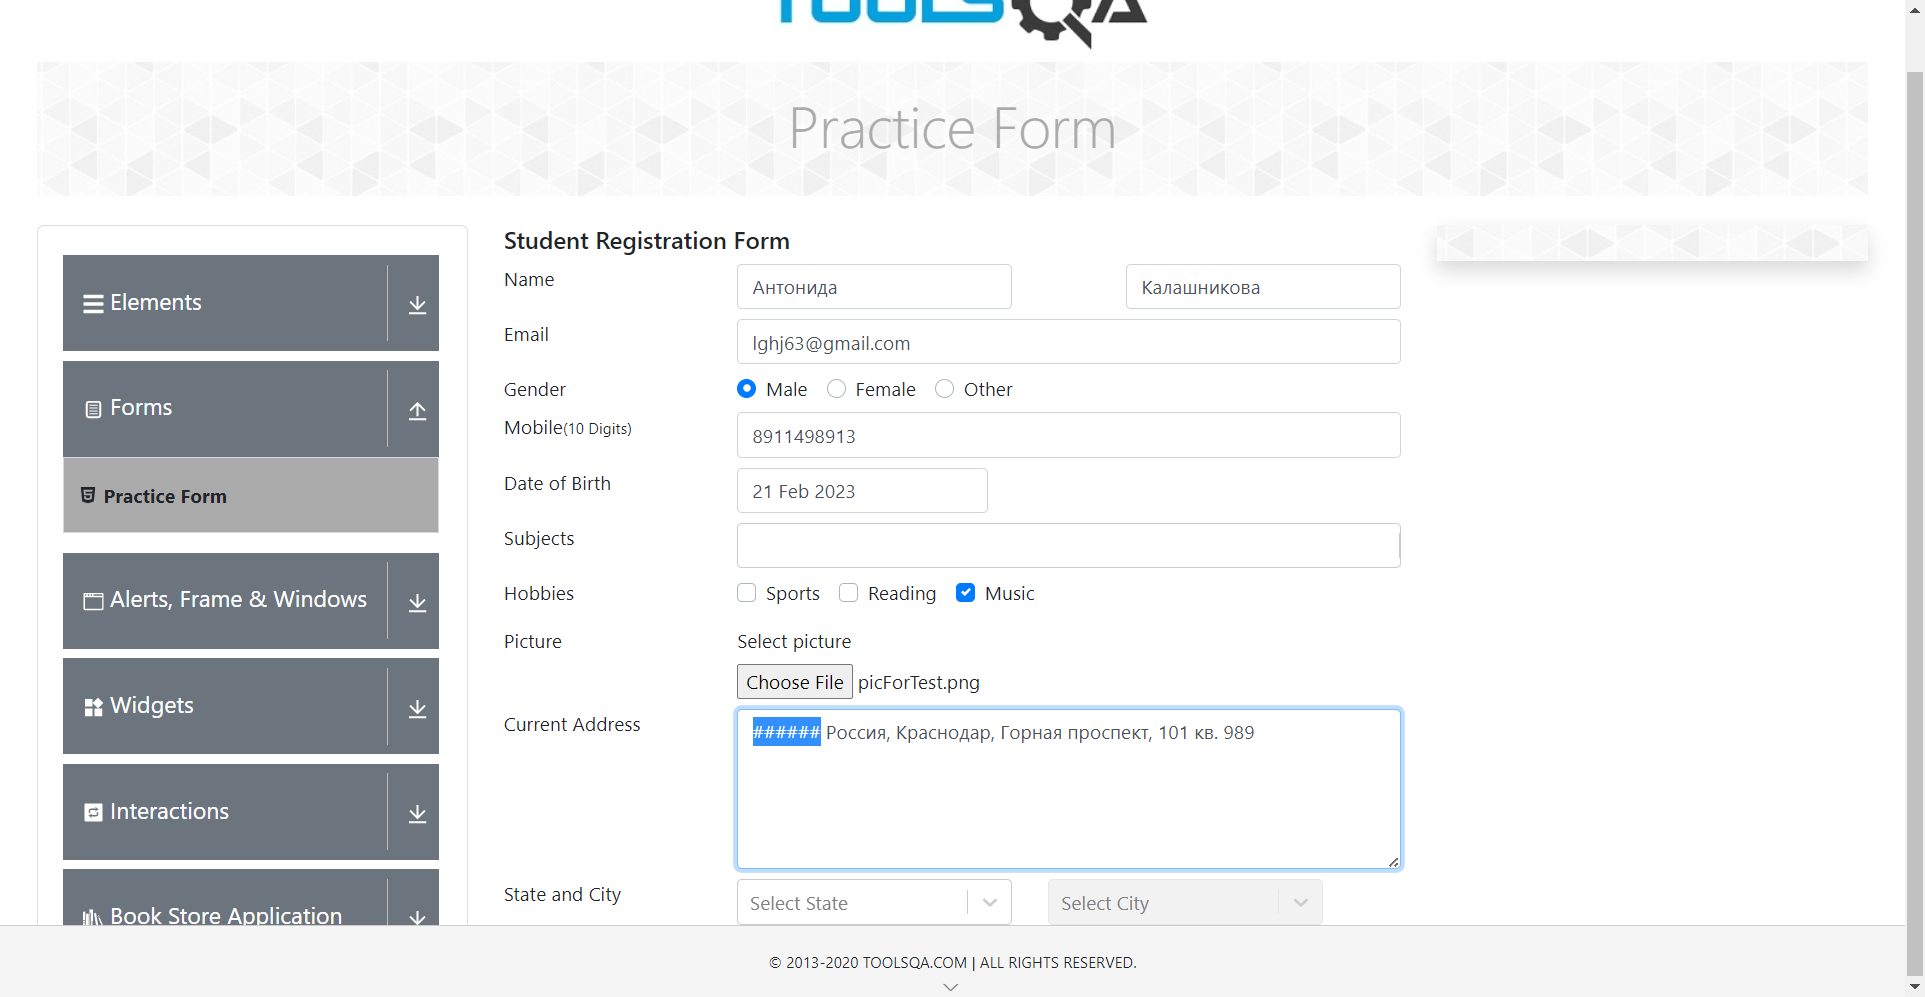 TOOLSQA
Practice Form
Elements
Forms
Practice Form
Alerts, Frame & Windows
Widgets
Interactions
Book Store Application
Student Registration Form
Name Антонида Калашникова
Email lghj63@gmail.com
Gender Male Female Other
Mobile(10 Digits) 8911498913
Date of Birth 21 Feb 2023
Subjects
Hobbies Sports Reading Music
Picture Select picture
Choose File picForTest.png
Current Address ###### Россия, Краснодар, Горная проспект, 101 кв. 989
State and City Select State Select City
© 2013-2020 TOOLSQA.COM | ALL RIGHTS RESERVED.